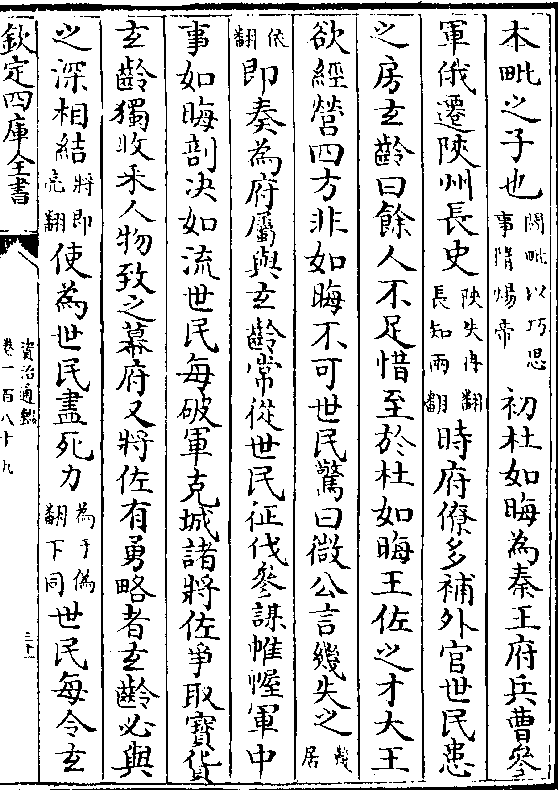 本毗之子也閻毗以巧思事隋煬帝初杜如晦為秦王府兵曹參
軍俄遷陜州長史陜失冉翻長知兩翻時府僚多補外官世民患
之房玄齡曰餘人不足惜至於杜如晦王佐之才大王
欲經營四方非如晦不可世民驚曰微公言幾失之幾居
依翻即奏為府屬與玄齡常從世民征伐參謀帷幄軍中
事如晦剖決如流世民每破軍克城諸將佐爭取寶貨
玄齡獨收采人物致之幕府又將佐有勇略者玄齡必與
之深相結將即亮翻使為世民盡死力為于偽翻下同世民每令玄
欽定四庫全書
資治通鑑
卷一百八十九
三十